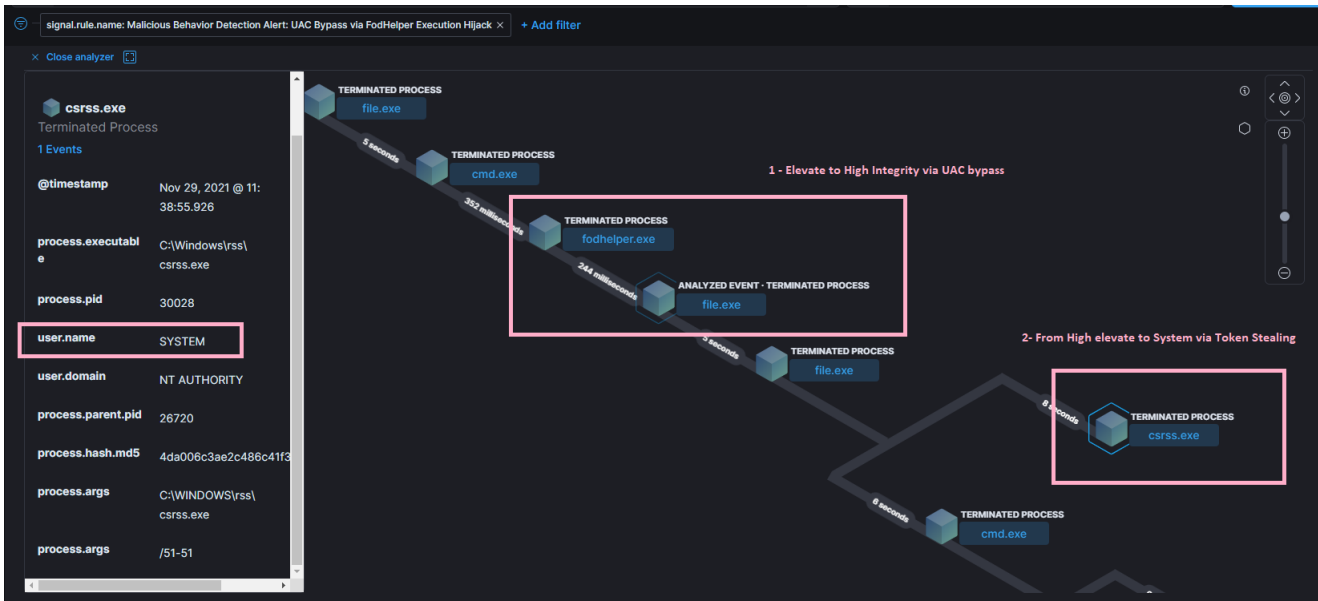 signal.rule.name: Malicious Behavior Detection Alert: UAC Bypass via FodHelper Execution Hijack ×
+ Add filter
× Close analyzer
csrss.exe
Terminated Process
1 Events
@timestamp
Nov 29, 2021 @ 11:
38:55.926
process.executabl
e
C:\Windows\rss\
csrss.exe
process.pid
30028
user.name
SYSTEM
user.domain
NT AUTHORITY
process.parent.pid
26720
process.hash.md5
4da006c3ae2c486c41f3
process.args
C:\WINDOWS\rss\
csrss.exe
process.args
/51-51
TERMINATED PROCESS
file.exe
5 seconds
TERMINATED PROCESS
cmd.exe
352 milliseconds
1 - Elevate to High Integrity via UAC bypass
TERMINATED PROCESS
fodhelper.exe
244 milliseconds
ANALYZED EVENT · TERMINATED PROCESS
file.exe
seconds
TERMINATED PROCESS
file.exe
2- From High elevate to System via Token Stealing
8 seconds
TERMINATED PROCESS
csrss.exe
6 seconds
TERMINATED PROCESS
cmd.exe